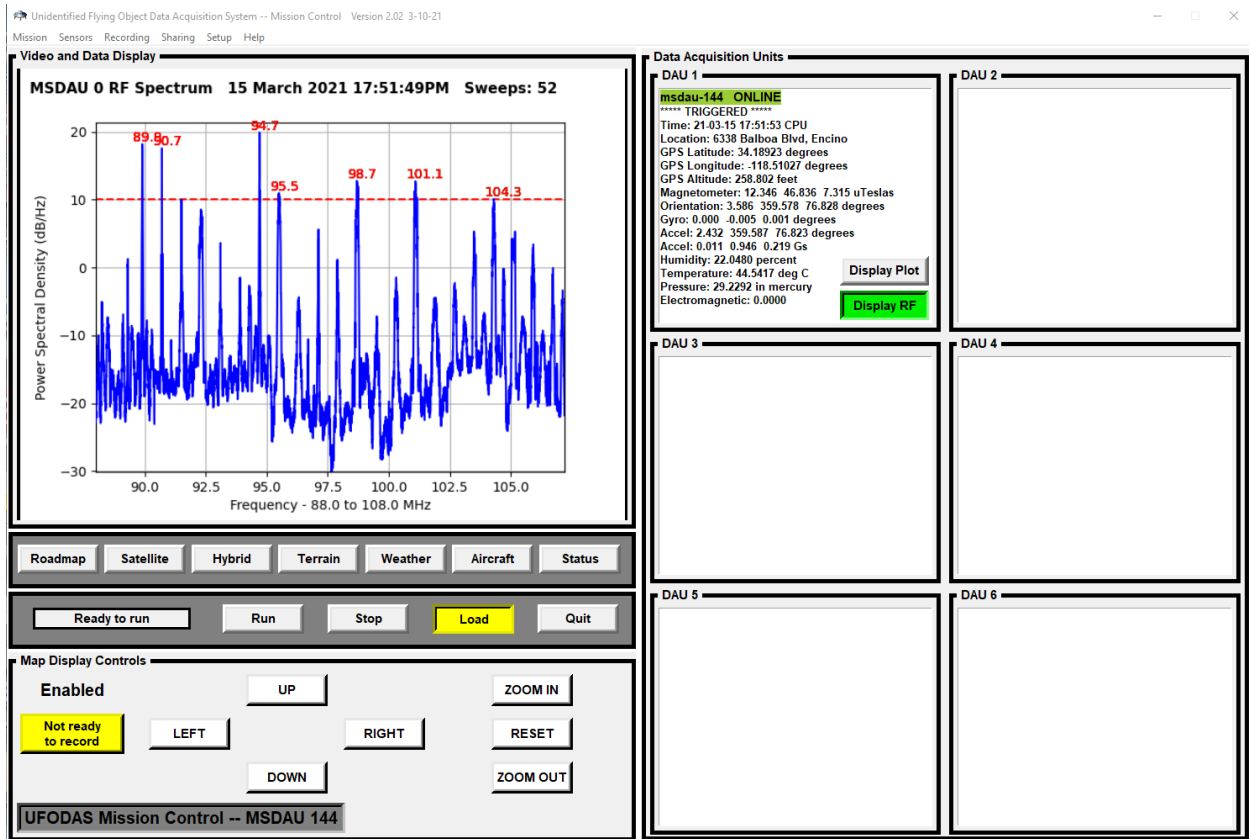 Unidentified Flying Object Data Acquisition System -- Mission Control Version 2.02 3-10-21
Mission Sensors Recording Sharing Setup Help
Video and Data Display
MSDAU 0 RF Spectrum 15 March 2021 17:51:49PM Sweeps: 52
94.7
90.7
98.7
101.1
95.5
104.3
20
10
0
−10
−20
−30
Power Spectral Density (dB/Hz)
90.0 92.5 95.0 97.5 100.0 102.5 105.0
Frequency - 88.0 to 108.0 MHz
Roadmap Satellite Hybrid Terrain Weather Aircraft Status
Ready to run Run Stop Load Quit
Map Display Controls
Enabled
UP
ZOOM IN
Not ready
to record
LEFT
RIGHT
RESET
DOWN
ZOOM OUT
UFODAS Mission Control -- MSDAU 144
Data Acquisition Units
DAU 1
msdau-144 ONLINE
***** TRIGGERED *****
Time: 21-03-15 17:51:53 CPU
Location: 6338 Balboa Blvd, Encino
GPS Latitude: 34.18923 degrees
GPS Longitude: -118.51027 degrees
GPS Altitude: 258.802 feet
Magnetometer: 12.346 46.836 7.315 uTeslas
Orientation: 3.586 359.578 76.828 degrees
Gyro: 0.000 -0.005 0.001 degrees
Accel: 2.432 359.587 76.823 degrees
Accel: 0.011 0.946 0.219 Gs
Humidity: 22.0480 percent
Temperature: 44.5417 deg C
Pressure: 29.2292 in mercury
Electromagnetic: 0.0000
Display Plot
Display RF
DAU 2
DAU 3
DAU 4
DAU 5
DAU 6